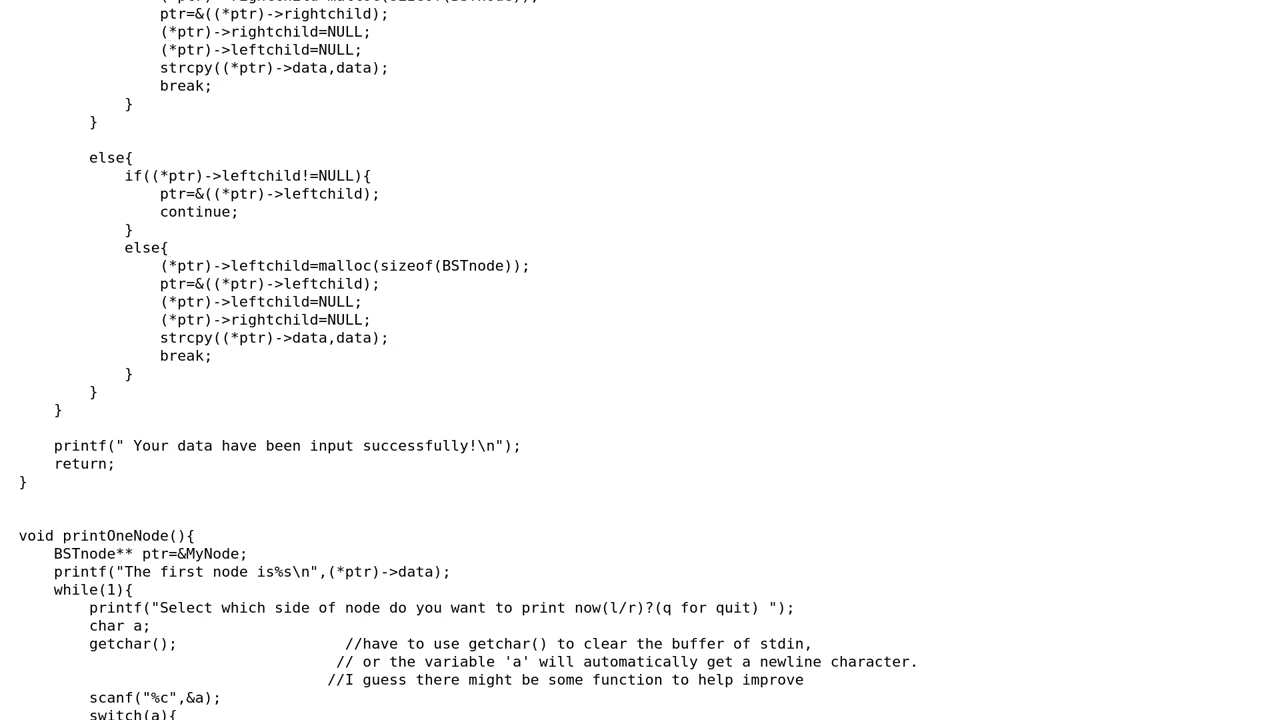 ptr=&((*ptr)->rightchild);
(*ptr)->rightchild=NULL;
(*ptr)->leftchild=NULL;
strcpy((*ptr)->data,data);
break;
}
}
else{
if((*ptr)->leftchild!=NULL){
ptr=&((*ptr)->leftchild);
continue;
}
else{
(*ptr)->leftchild=malloc(sizeof(BSTnode));
ptr=&((*ptr)->leftchild);
(*ptr)->leftchild=NULL;
(*ptr)->rightchild=NULL;
strcpy((*ptr)->data,data);
break;
}
}
}
printf(" Your data have been input successfully!\n");
return;
}
void printOneNode(){
BSTnode** ptr=&MyNode;
printf("The first node is%s\n",(*ptr)->data);
while(1){
printf("Select which side of node do you want to print now(l/r)?(q for quit) ");
char a;
getchar(); //have to use getchar() to clear the buffer of stdin,
// or the variable 'a' will automatically get a newline character.
//I guess there might be some function to help improve
scanf("%c",&a);
switch(a){